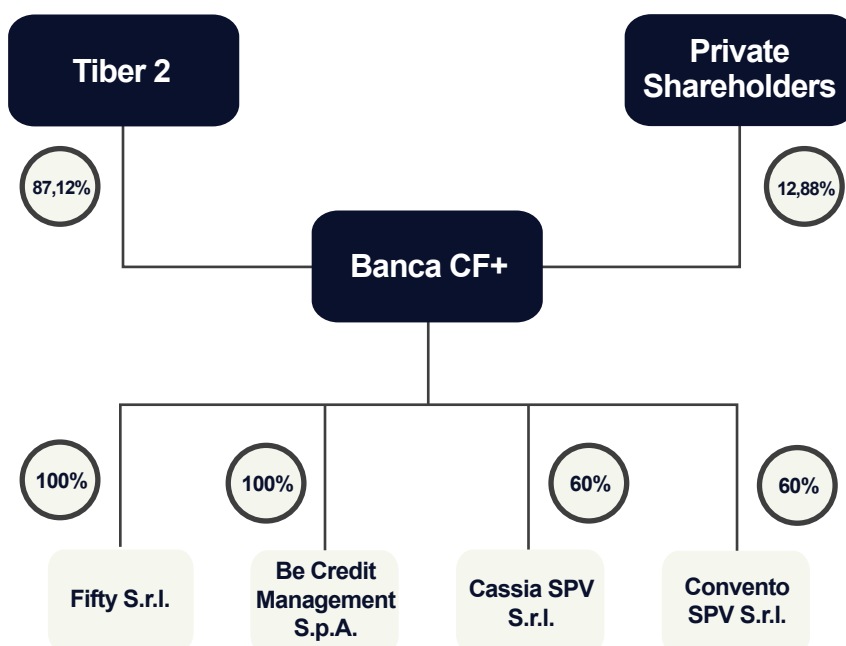 Tiber 2
Private
Shareholders
87,12%
12,88%
Banca CF+
100%
100%
60%
60%
Fifty S.r.l.
Be Credit
Management
S.p.A.
Cassia SPV
S.r.l.
Convento
SPV S.r.l.